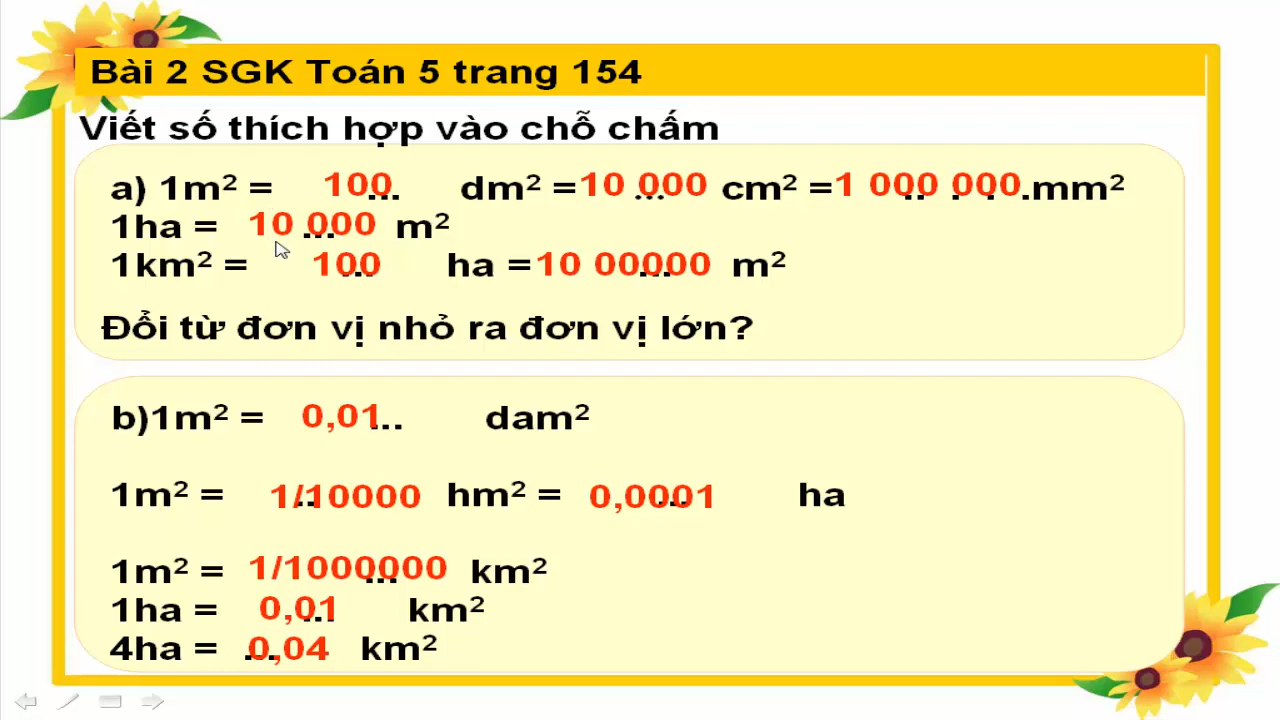 Bài 2 SGK Toán 5 trang 154
Viết số thích hợp vào chỗ chấm
a) 1m² = 100... dm² =10 000... cm² =1 000 000.. . . .mm²
1ha = 10 000... m²
1km² = 100... ha =10 00000... m²
Đổi từ đơn vị nhỏ ra đơn vị lớn?
b)1m² = 0,01... dam²
1m² = 1/10000... hm² = 0,0001... ha
1m² = 1/1000000... km²
1ha = 0,01... km²
4ha = ...0,04 km²